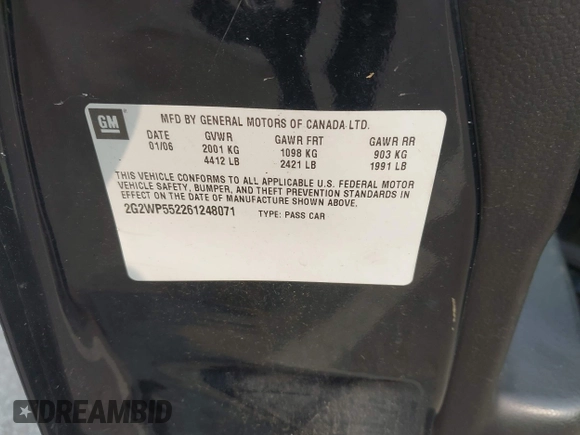 GM
MFD BY GENERAL MOTORS OF CANADA LTD.
DATE GVWR GAWR FRT GAWR RR
01/06 2001 KG 1098 KG 903 KG
4412 LB 2421 LB 1991 LB
THIS VEHICLE CONFORMS TO ALL APPLICABLE U.S. FEDERAL MOTOR
VEHICLE SAFETY, BUMPER, AND THEFT PREVENTION STANDARDS IN
EFFECT ON THE DATE OF MANUFACTURE SHOWN ABOVE.
2G2WP552261248071 TYPE: PASS CAR
DREAMBID